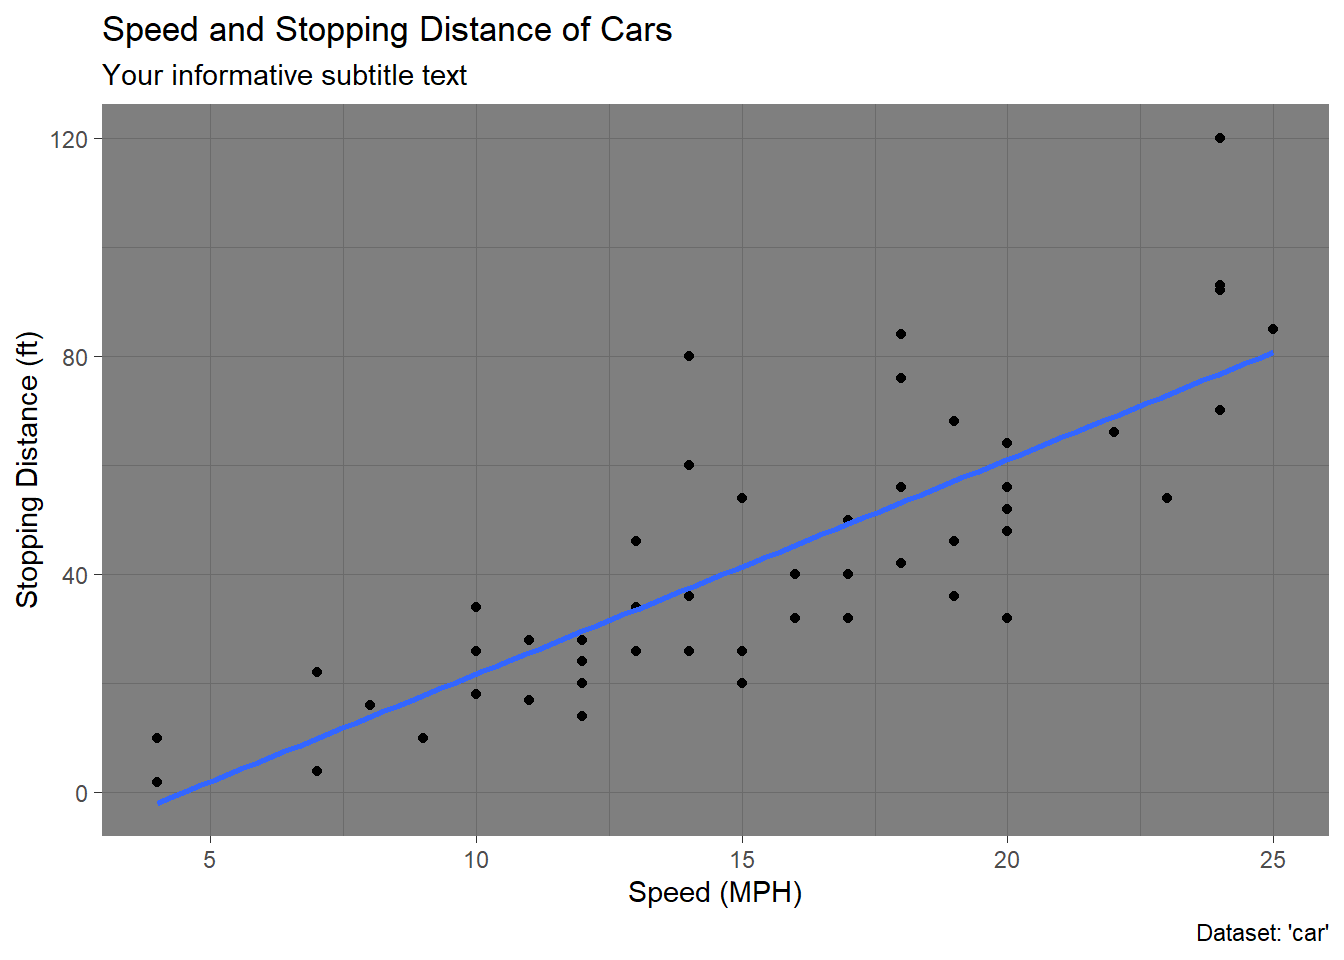 Speed and Stopping Distance of Cars
Your informative subtitle text
Stopping Distance (ft)
120
80
40
0
5 10 15 20 25
Speed (MPH)
Dataset: 'car'